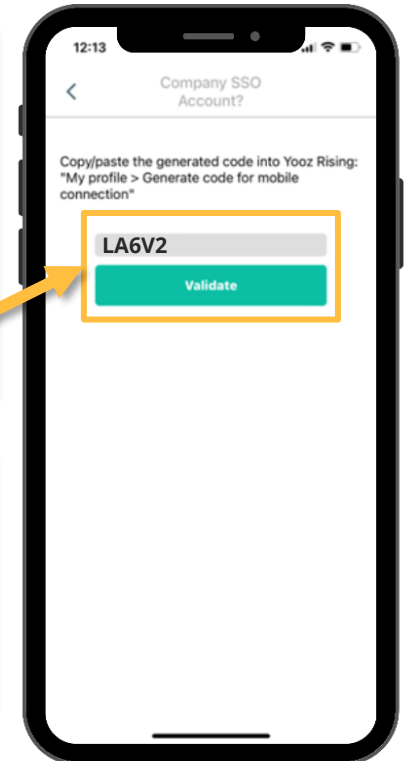 12:13
Company SSO
Account?
Copy/paste the generated code into Yooz Rising:
"My profile > Generate code for mobile
connection"
LA6V2
Validate